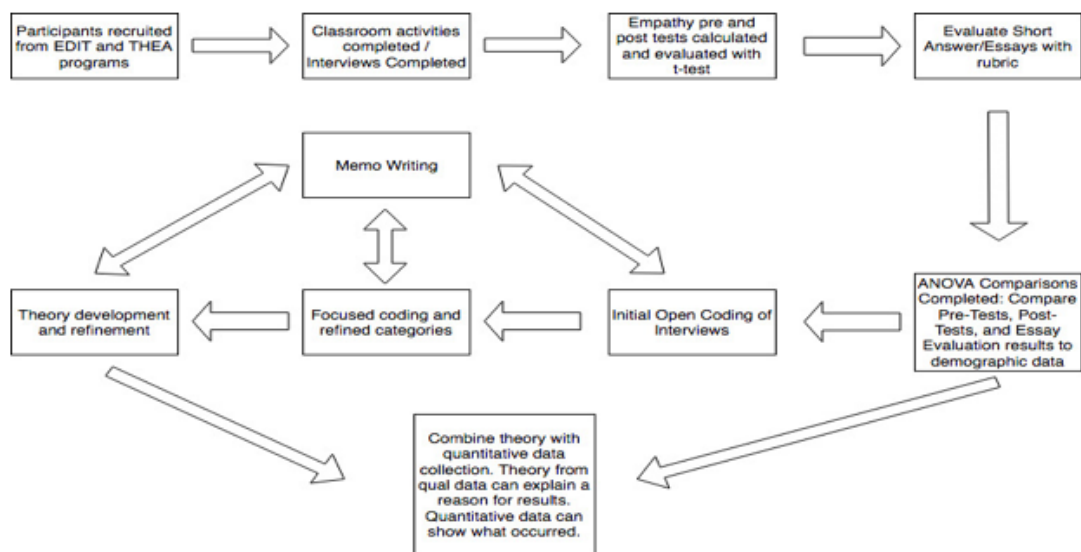 Participants recruited
from EDIT and THEA
programs
Classroom activities
completed /
Interviews Completed
Empathy pre and
post tests calculated
and evaluated with
t-test
Evaluate Short
Answer/Essays with
rubric
Memo Writing
Theory development
and refinement
Focused coding and
refined categories
Initial Open Coding of
Interviews
ANOVA Comparisons
Completed: Compare
Pre-Tests, Post-
Tests, and Essay
Evaluation results to
demographic data
Combine theory with
quantitative data
collection. Theory from
qual data can explain a
reason for results.
Quantitative data can
show what occurred.